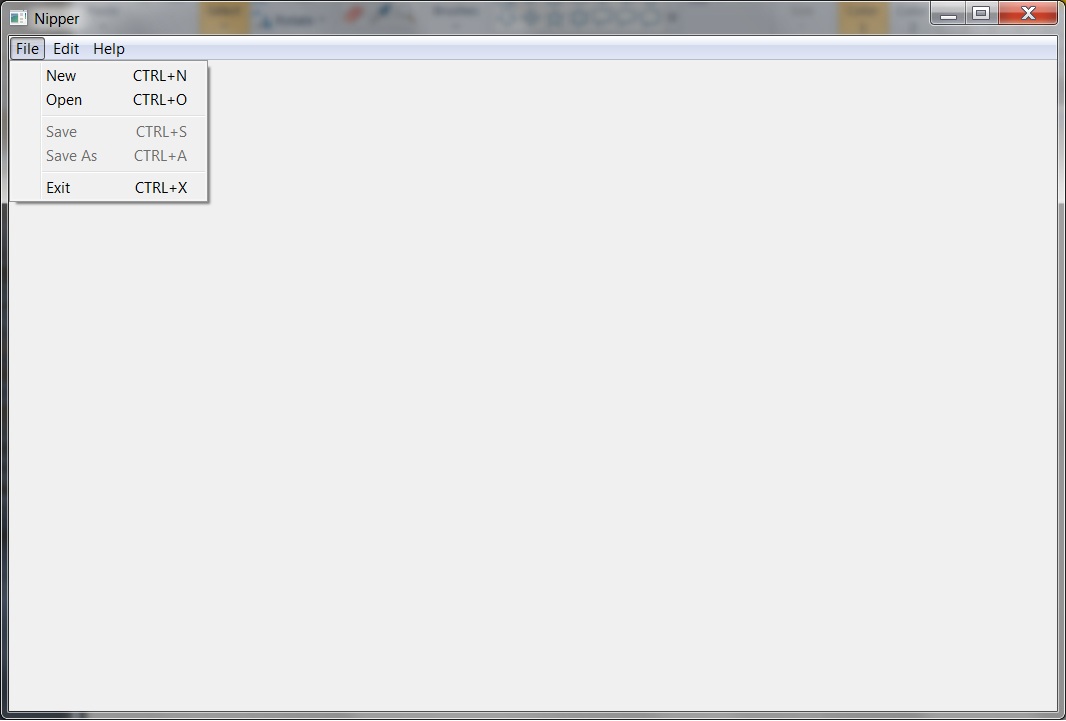 Nipper
File Edit Help
New CTRL+N
Open CTRL+O
Save CTRL+S
Save As CTRL+A
Exit CTRL+X